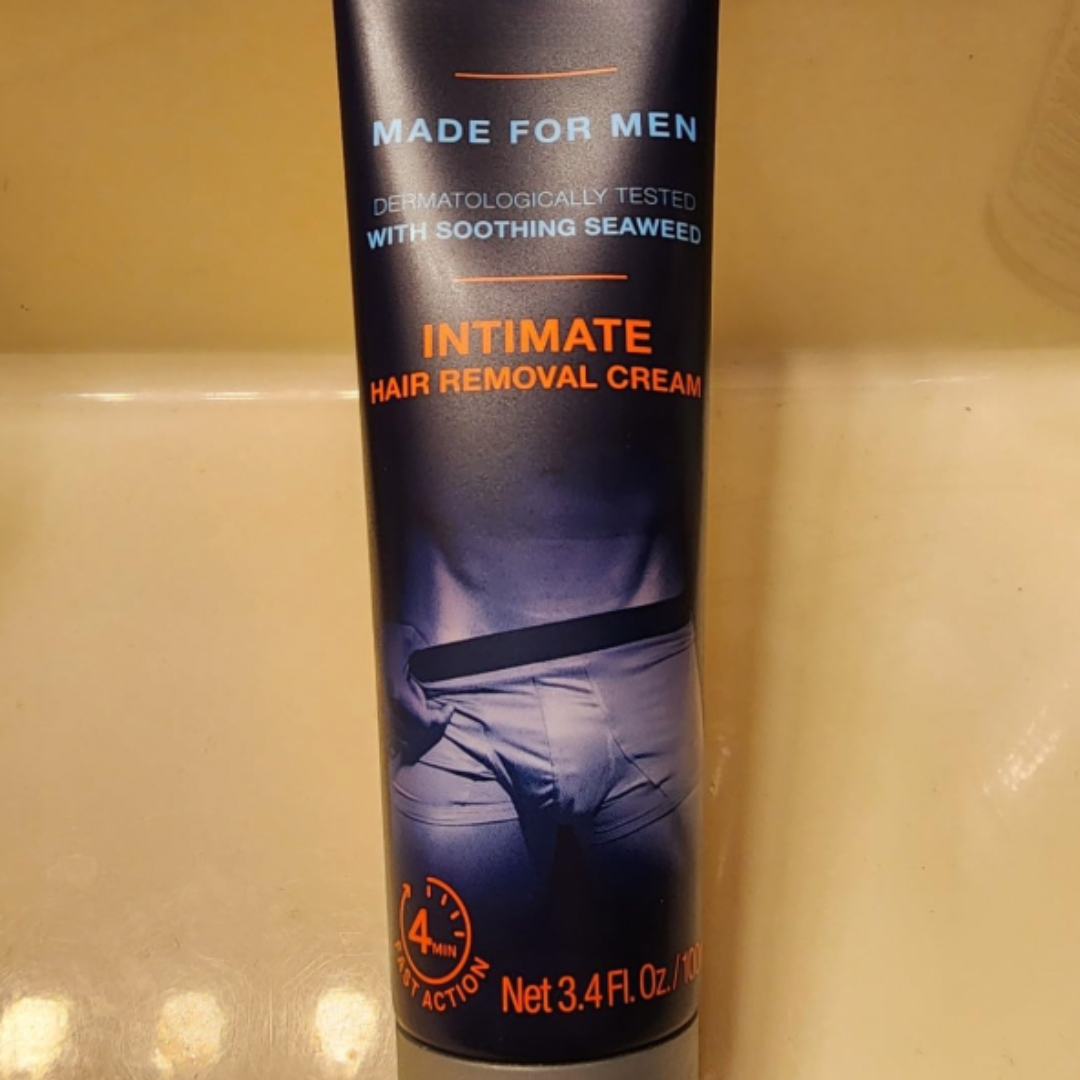 MADE FOR MEN
DERMATOLOGICALLY TESTED
WITH SOOTHING SEAWEED
INTIMATE
HAIR REMOVAL CREAM
4 MIN
FAST ACTION
Net 3.4 Fl. Oz. /